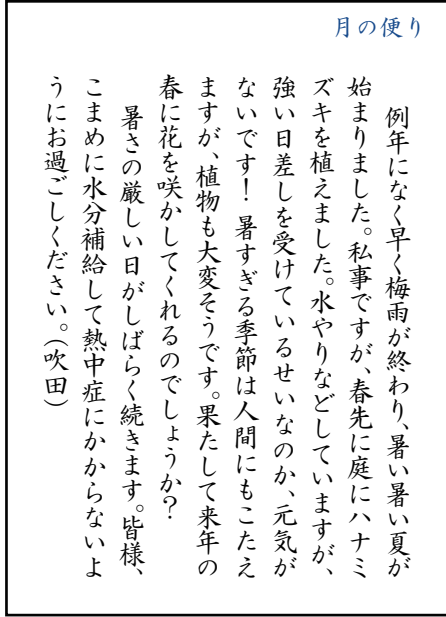 月の便り
例年になく早く梅雨が終わり、暑い暑い夏が
始まりました。私事ですが、春先に庭にハナミ
ズキを植えました。水やりなどしていますが、
強い日差しを受けているせいなのか、元気が
ないです！暑すぎる季節は人間にもこたえ
ますが、植物も大変そうです。果たして来年の
春に花を咲かしてくれるのでしょうか？
暑さの厳しい日がしばらく続きます。皆様、
こまめに水分補給して熱中症にかからないよ
うにお過ごしください。（吹田）